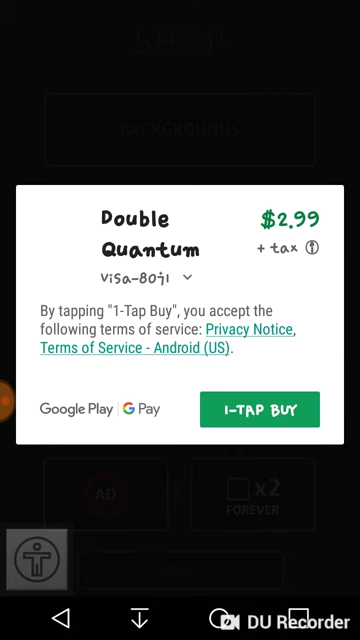 SHOP
BACKGROUNDS
Double
Quantum
$2.99
+ tax
Visa-8071
By tapping "1-Tap Buy", you accept the
following terms of service: Privacy Notice,
Terms of Service - Android (US).
Google Play | G Pay
1-TAP BUY
AD
x2
FOREVER
DU Recorder